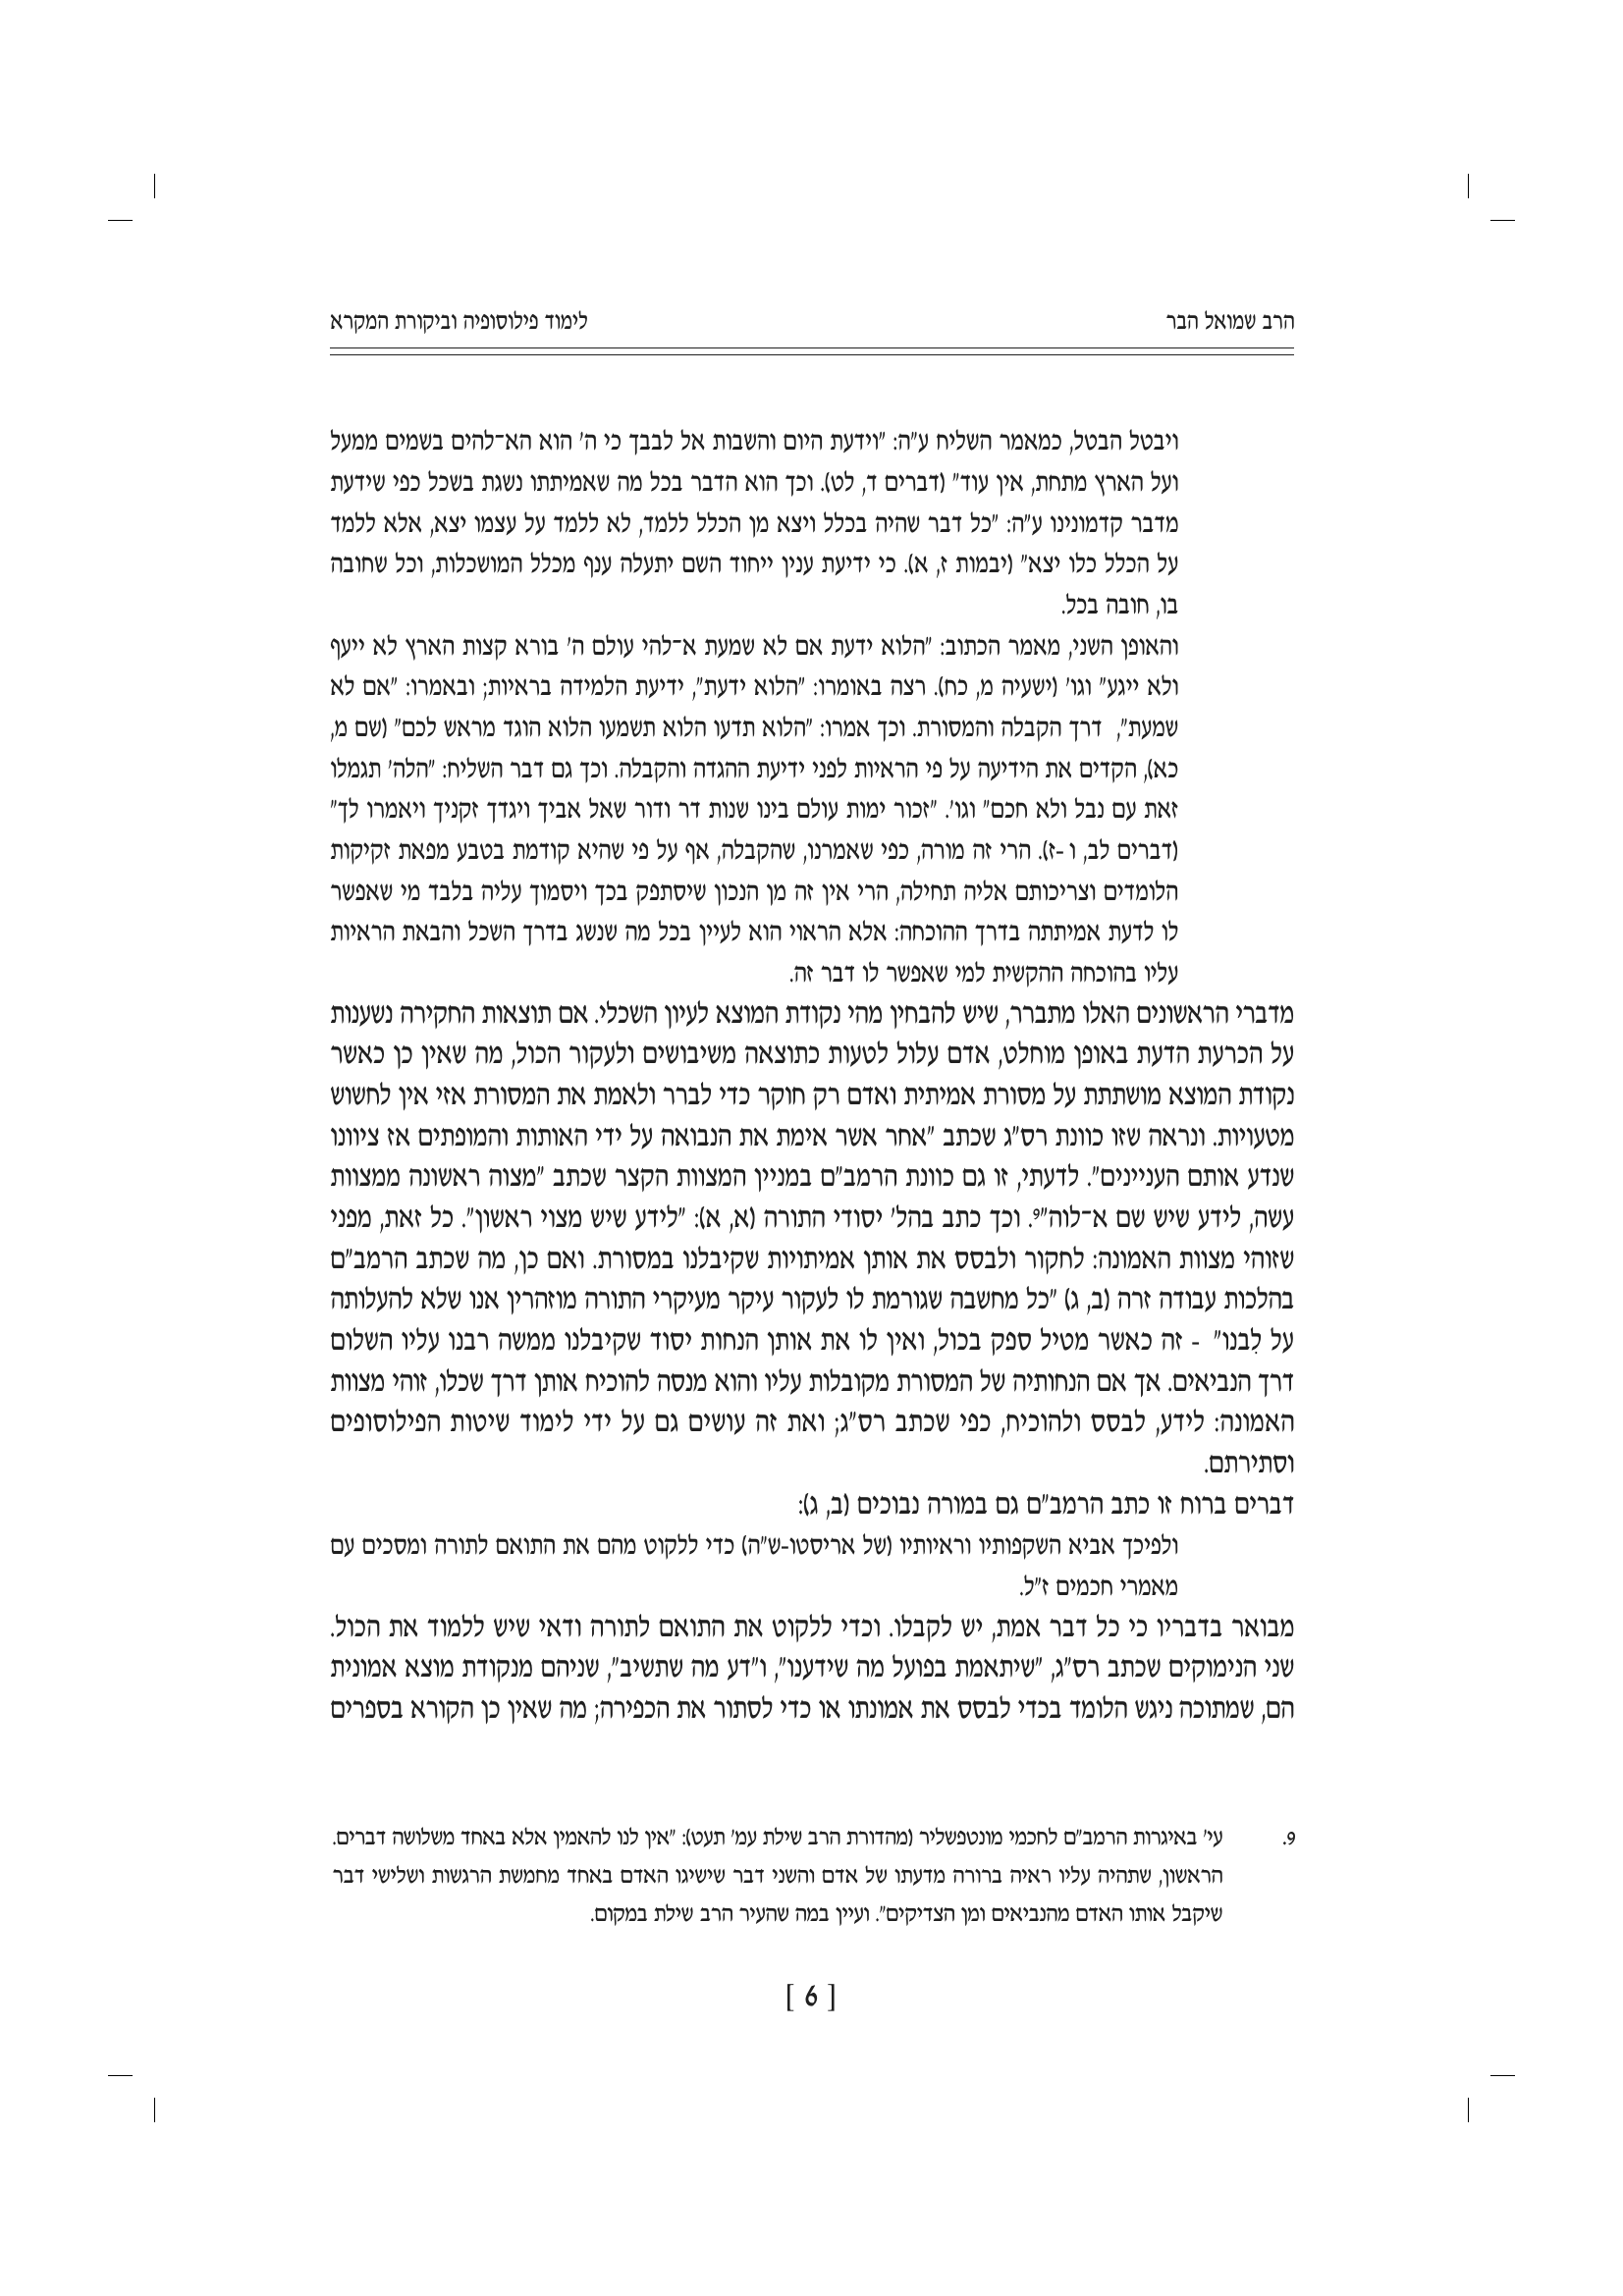 הרב שמואל הבר
לימוד פילוסופיה וביקורת המקרא
ויבטל הבטל, כמאמר השליח ע"ה: "וידעת היום והשבות אל לבבך כי ה' הוא הא־להים בשמים ממעל
ועל הארץ מתחת, אין עוד" (דברים ד, לט). וכך הוא הדבר בכל מה שאמיתתו נשגת בשכל כפי שידעת
מדבר קדמונינו ע"ה: "כל דבר שהיה בכלל ויצא מן הכלל ללמד, לא ללמד על עצמו יצא, אלא ללמד
על הכלל כלו יצא" (יבמות ז, א). כי ידיעת ענין ייחוד השם יתעלה ענף מכלל המושכלות, וכל שחובה
בו, חובה בכל.
והאופן השני, מאמר הכתוב: "הלוא ידעת אם לא שמעת א־להי עולם ה' בורא קצות הארץ לא ייעף
ולא ייגע" וגו' (ישעיה מ, כח). רצה באומרו: "הלוא ידעת", ידיעת הלמידה בראיות; ובאמרו: "אם לא
שמעת", דרך הקבלה והמסורת. וכך אמרו: "הלוא תדעו הלוא תשמעו הלוא הוגד מראש לכם" (שם מ,
כא), הקדים את הידיעה על פי הראיות לפני ידיעת ההגדה והקבלה. וכך גם דבר השליח: "הלה' תגמלו
זאת עם נבל ולא חכם" וגו'. "זכור ימות עולם בינו שנות דר ודור שאל אביך ויגדך זקניך ויאמרו לך"
(דברים לב, ו -ז). הרי זה מורה, כפי שאמרנו, שהקבלה, אף על פי שהיא קודמת בטבע מפאת זקיקות
הלומדים וצריכותם אליה תחילה, הרי אין זה מן הנכון שיסתפק בכך ויסמוך עליה בלבד מי שאפשר
לו לדעת אמיתתה בדרך ההוכחה: אלא הראוי הוא לעיין בכל מה שנשג בדרך השכל והבאת הראיות
עליו בהוכחה ההקשית למי שאפשר לו דבר זה.
מדברי הראשונים האלו מתברר, שיש להבחין מהי נקודת המוצא לעיון השכלי. אם תוצאות החקירה נשענות
על הכרעת הדעת באופן מוחלט, אדם עלול לטעות כתוצאה משיבושים ולעקור הכול, מה שאין כן כאשר
נקודת המוצא מושתתת על מסורת אמיתית ואדם רק חוקר כדי לברר ולאמת את המסורת אזי אין לחשוש
מטעויות. ונראה שזו כוונת רס"ג שכתב "אחר אשר אימת את הנבואה על ידי האותות והמופתים אז ציוונו
שנדע אותם העניינים". לדעתי, זו גם כוונת הרמב"ם במניין המצוות הקצר שכתב "מצוה ראשונה ממצוות
עשה, לידע שיש שם א־לוה"9. וכך כתב בהל' יסודי התורה (א, א): "לידע שיש מצוי ראשון". כל זאת, מפני
שזוהי מצוות האמונה: לחקור ולבסס את אותן אמיתויות שקיבלנו במסורת. ואם כן, מה שכתב הרמב"ם
בהלכות עבודה זרה (ב, ג) "כל מחשבה שגורמת לו לעקור עיקר מעיקרי התורה מוזהרין אנו שלא להעלותה
על לִבנו" - זה כאשר מטיל ספק בכול, ואין לו את אותן הנחות יסוד שקיבלנו ממשה רבנו עליו השלום
דרך הנביאים. אך אם הנחותיה של המסורת מקובלות עליו והוא מנסה להוכיח אותן דרך שכלו, זוהי מצוות
האמונה: לידע, לבסס ולהוכיח, כפי שכתב רס"ג; ואת זה עושים גם על ידי לימוד שיטות הפילוסופים
וסתירתם.
דברים ברוח זו כתב הרמב"ם גם במורה נבוכים (ב, ג):
ולפיכך אביא השקפותיו וראיותיו (של אריסטו-ש"ה) כדי ללקוט מהם את התואם לתורה ומסכים עם
מאמרי חכמים ז"ל.
מבואר בדבריו כי כל דבר אמת, יש לקבלו. וכדי ללקוט את התואם לתורה ודאי שיש ללמוד את הכול.
שני הנימוקים שכתב רס"ג, "שיתאמת בפועל מה שידענו", ו"דע מה שתשיב", שניהם מנקודת מוצא אמונית
הם, שמתוכה ניגש הלומד בכדי לבסס את אמונתו או כדי לסתור את הכפירה; מה שאין כן הקורא בספרים
9. עי' באיגרות הרמב"ם לחכמי מונטפשליר (מהדורת הרב שילת עמ' תעט): "אין לנו להאמין אלא באחד משלושה דברים.
הראשון, שתהיה עליו ראיה ברורה מדעתו של אדם והשני דבר שישיגו האדם באחד מחמשת הרגשות ושלישי דבר
שיקבל אותו האדם מהנביאים ומן הצדיקים". ועיין במה שהעיר הרב שילת במקום.
[ 6 ]